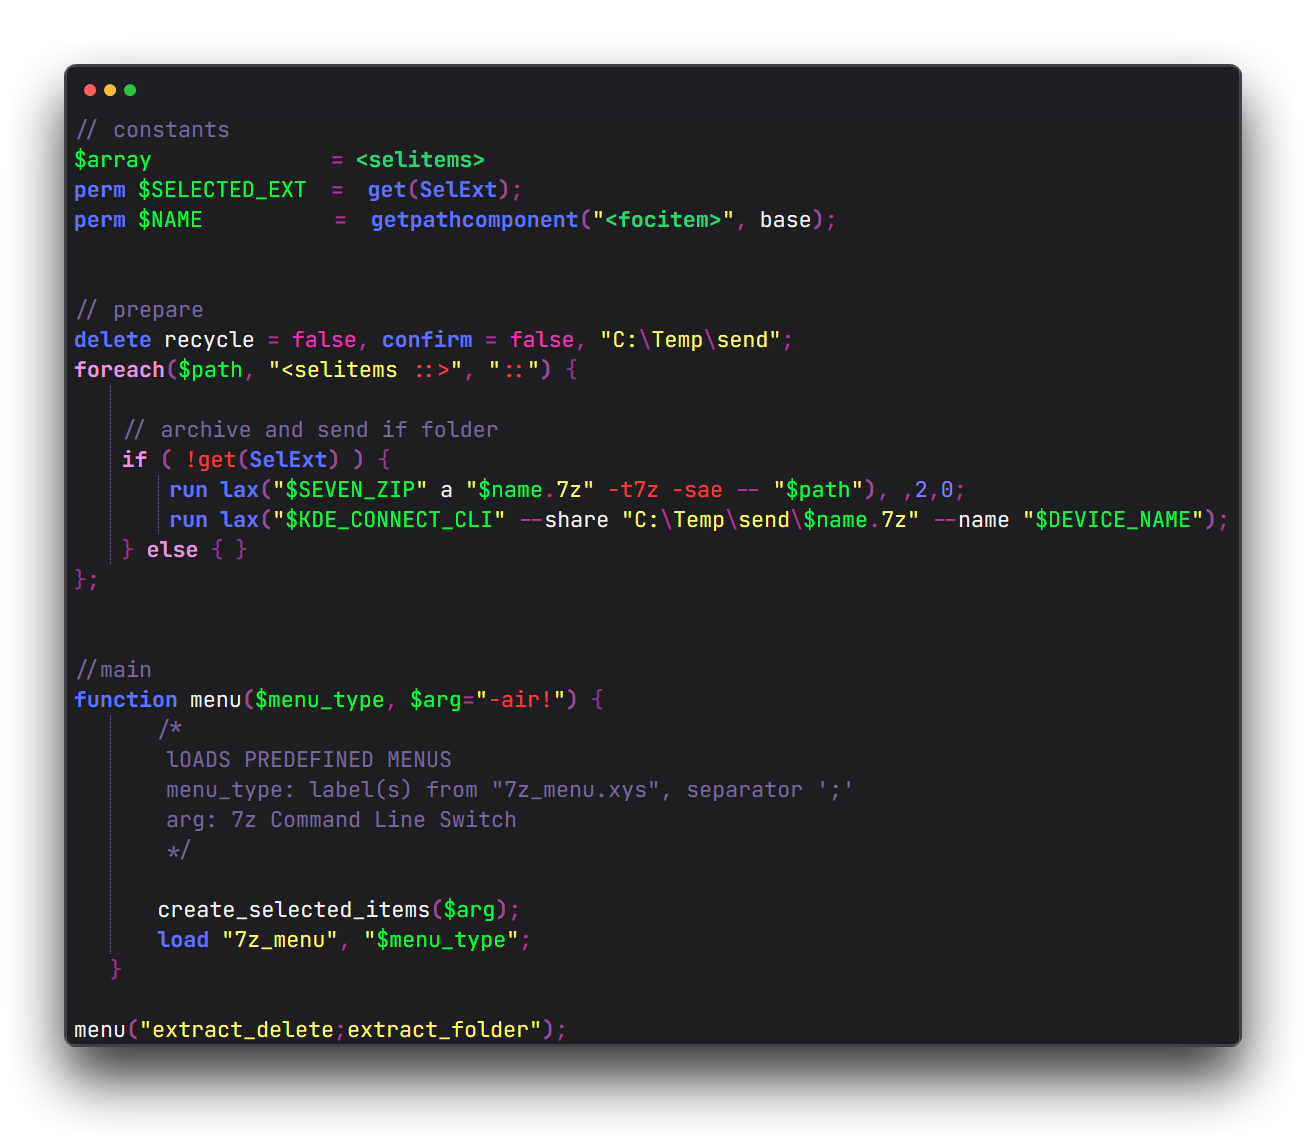 // constants
$array              = <selitems>
perm $SELECTED_EXT  =  get(SelExt);
perm $NAME          =  getpathcomponent("<focitem>", base);
// prepare
delete recycle = false, confirm = false, "C:\Temp\send";
foreach($path, "<selitems ::>", "::") {
// archive and send if folder
if ( !get(SelExt) ) {
run lax("$SEVEN_ZIP" a "$name.7z" -t7z -sae -- "$path"), ,2,0;
run lax("$KDE_CONNECT_CLI" --share "C:\Temp\send\$name.7z" --name "$DEVICE_NAME");
} else { }
};
//main
function menu($menu_type, $arg="-air!") {
/*
lOADS PREDEFINED MENUS
menu_type: label(s) from "7z_menu.xys", separator ';'
arg: 7z Command Line Switch
*/
create_selected_items($arg);
load "7z_menu", "$menu_type";
}
menu("extract_delete;extract_folder");